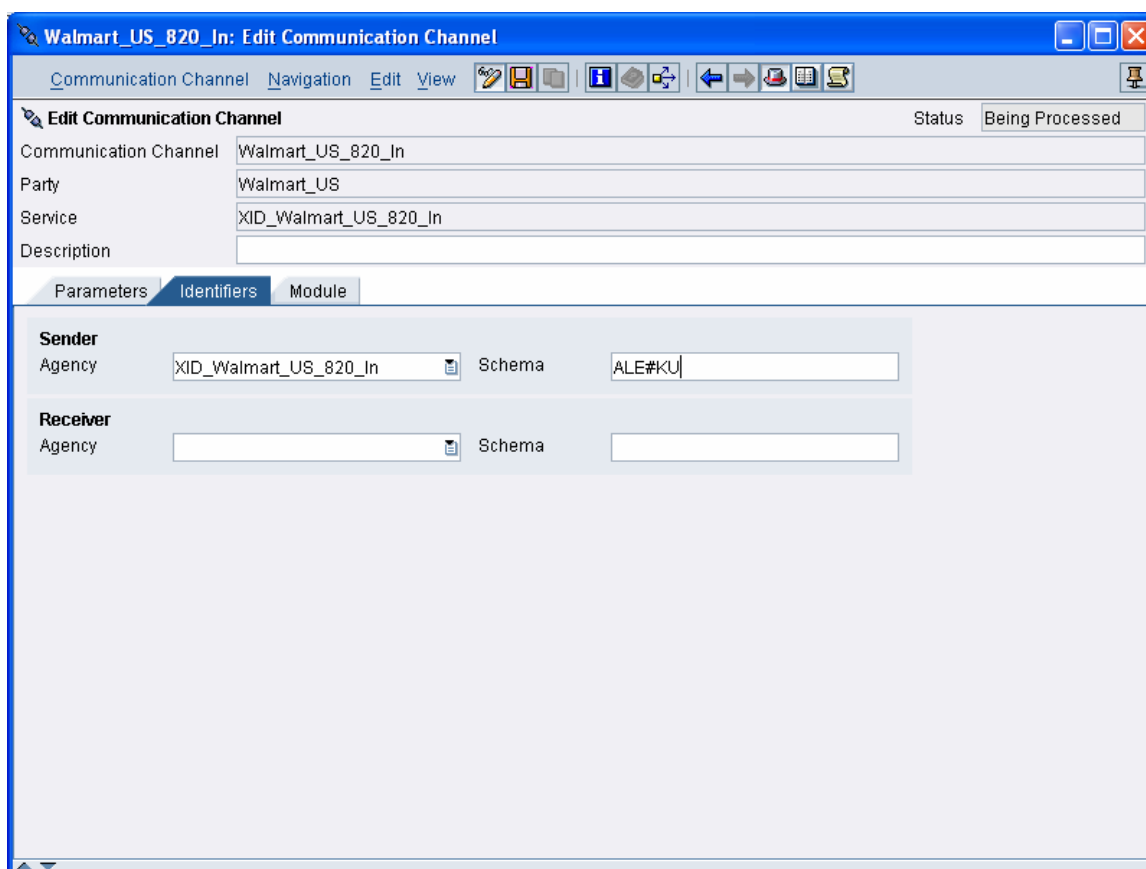 Walmart_US_820_In: Edit Communication Channel
Communication Channel Navigation Edit View
Edit Communication Channel Status Being Processed
Communication Channel Walmart_US_820_In
Party Walmart_US
Service XID_Walmart_US_820_In
Description
Parameters Identifiers Module
Sender
Agency XID_Walmart_US_820_In Schema ALE#KU
Receiver
Agency Schema